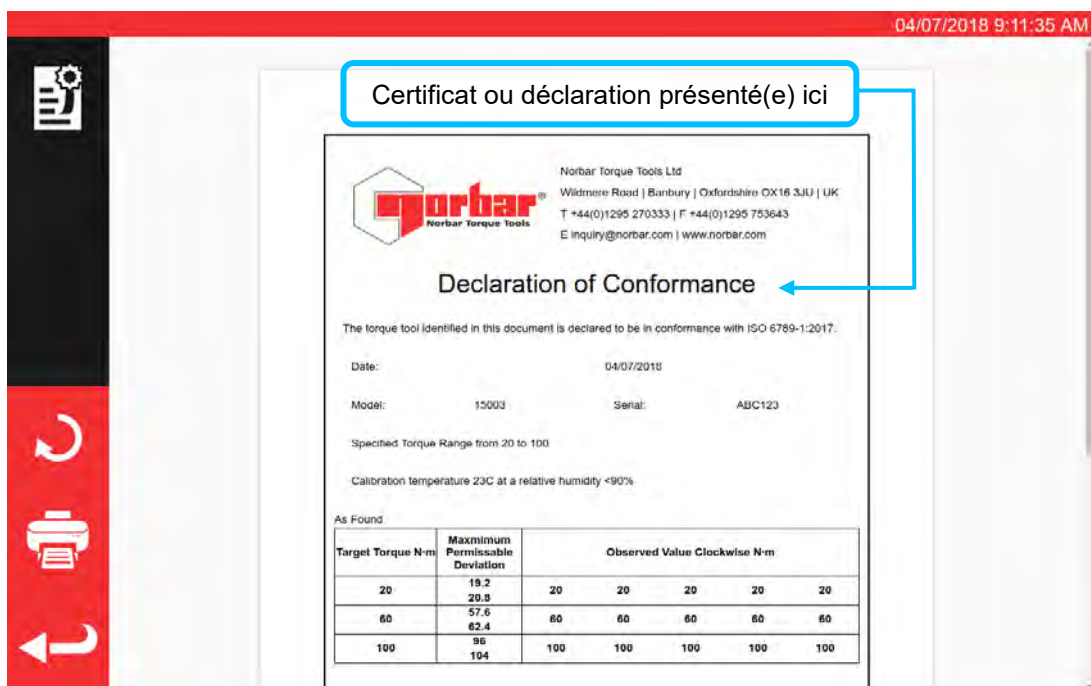 04/07/2018 9:11:35 AM
Certificat ou déclaration présenté(e) ici
norbar®
Norbar Torque Tools
Norbar Torque Tools Ltd
Wildmere Road | Banbury | Oxfordshire OX16 3JU | UK
T +44(0)1295 270333 | F +44(0)1295 753643
E inquiry@norbar.com | www.norbar.com
Declaration of Conformance
The torque tool identified in this document is declared to be in conformance with ISO 6789-1:2017.
Date: 04/07/2018
Model: 15003 Serial: ABC123
Specified Torque Range from 20 to 100
Calibration temperature 23C at a relative humidity <90%
As Found
Target Torque N·m Maxmimum Permissable Deviation Observed Value Clockwise N·m
20 19.2 20.8 20 20 20 20 20
60 57.6 62.4 60 60 60 60 60
100 96 104 100 100 100 100 100